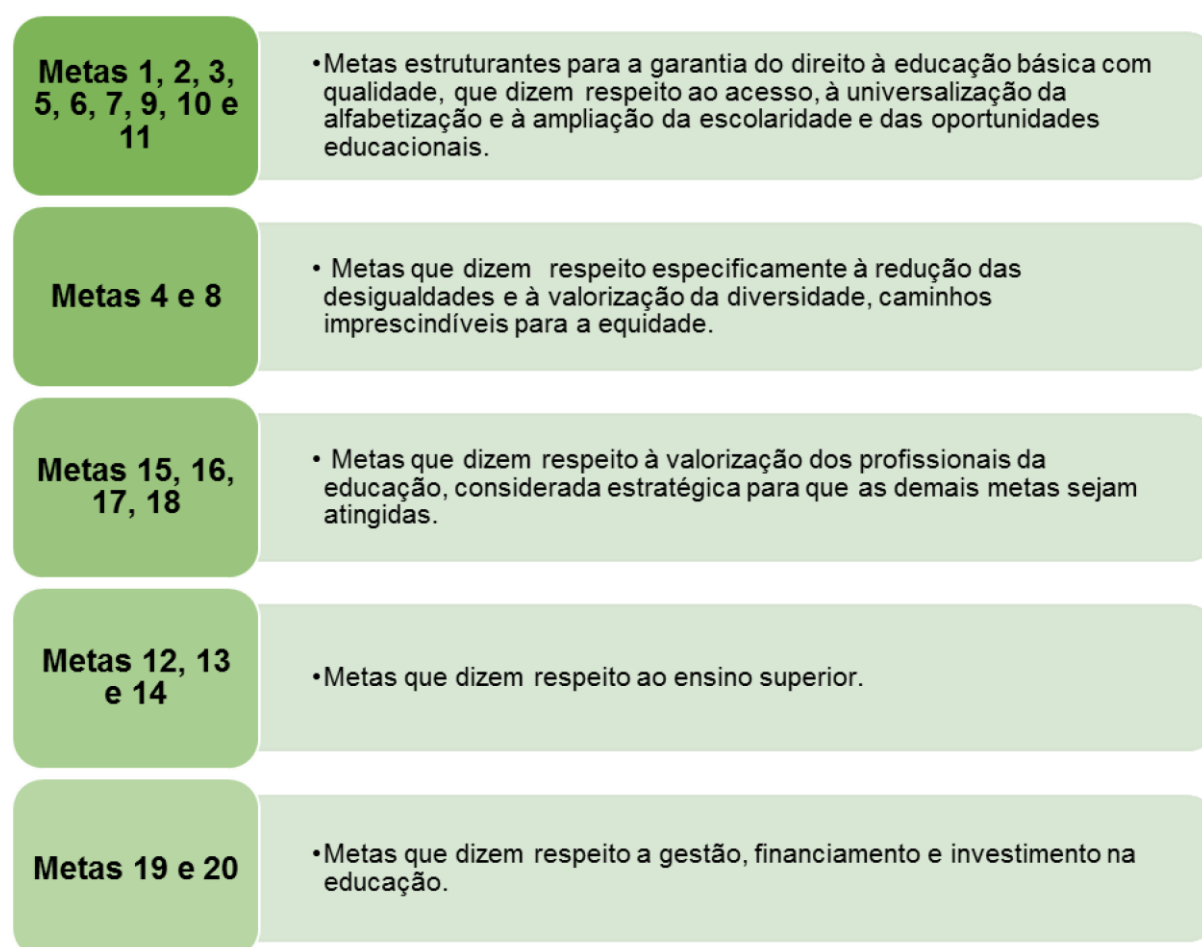 Metas 1, 2, 3,
5, 6, 7, 9, 10 e
11
•Metas estruturantes para a garantia do direito à educação básica com
qualidade, que dizem respeito ao acesso, à universalização da
alfabetização e à ampliação da escolaridade e das oportunidades
educacionais.
Metas 4 e 8
• Metas que dizem respeito especificamente à redução das
desigualdades e à valorização da diversidade, caminhos
imprescindíveis para a equidade.
Metas 15, 16,
17, 18
• Metas que dizem respeito à valorização dos profissionais da
educação, considerada estratégica para que as demais metas sejam
atingidas.
Metas 12, 13
e 14
•Metas que dizem respeito ao ensino superior.
Metas 19 e 20
•Metas que dizem respeito a gestão, financiamento e investimento na
educação.